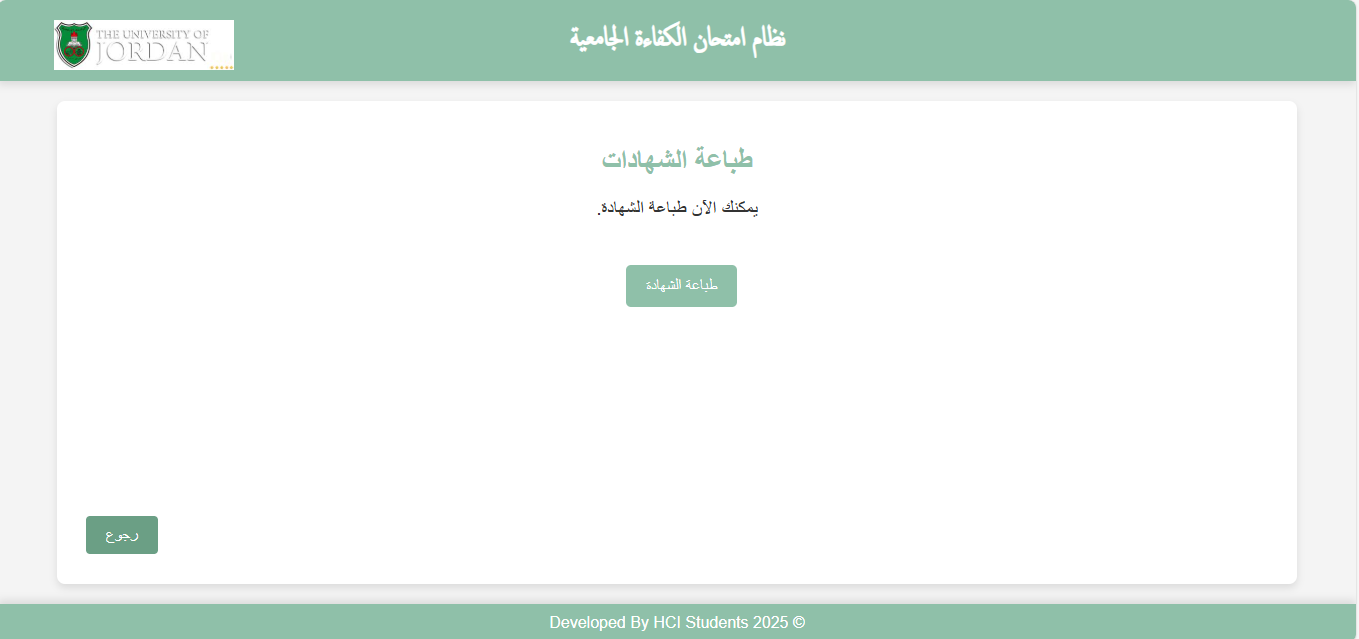 THE UNIVERSITY OF
JORDAN
نظام امتحان الكفاءة الجامعية
طباعة الشهادات
يمكنك الآن طباعة الشهادة.
طباعة الشهادة
رجوع
Developed By HCI Students 2025 ©